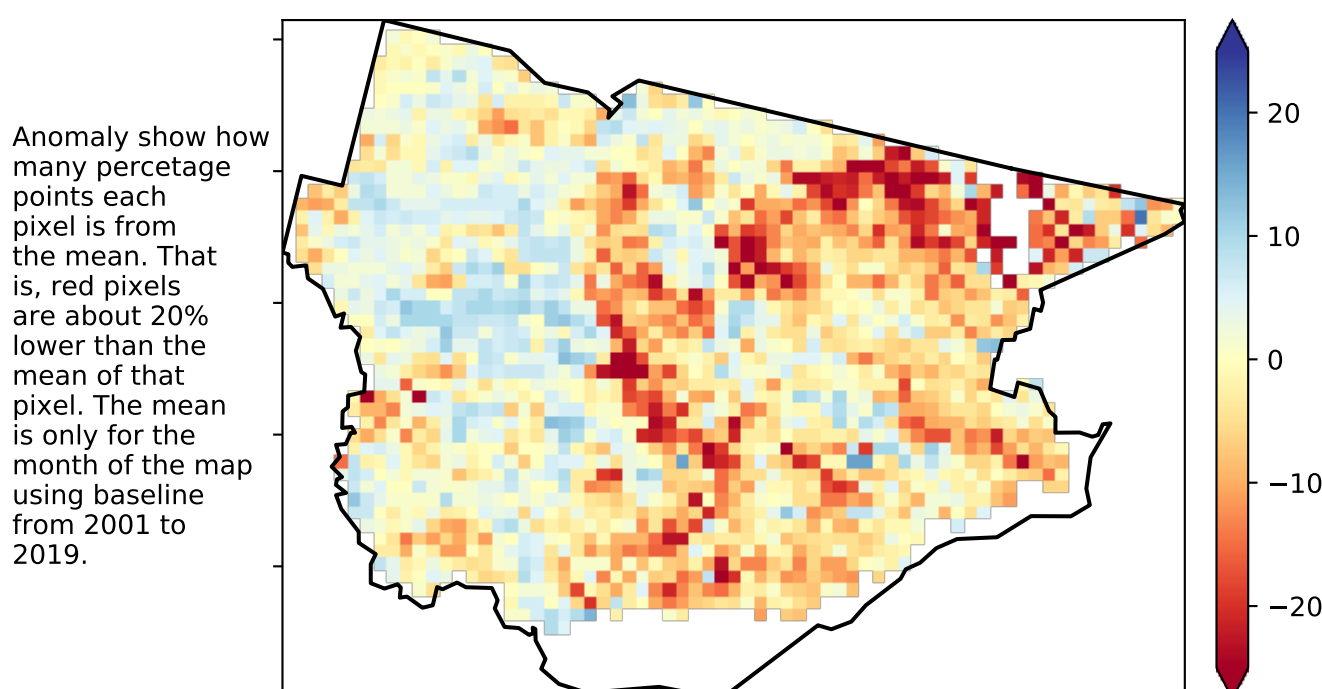 Anomaly show how
many percetage
points each
pixel is from
the mean. That
is, red pixels
are about 20%
lower than the
mean of that
pixel. The mean
is only for the
month of the map
using baseline
from 2001 to
2019.
20
10
0
−10
−20